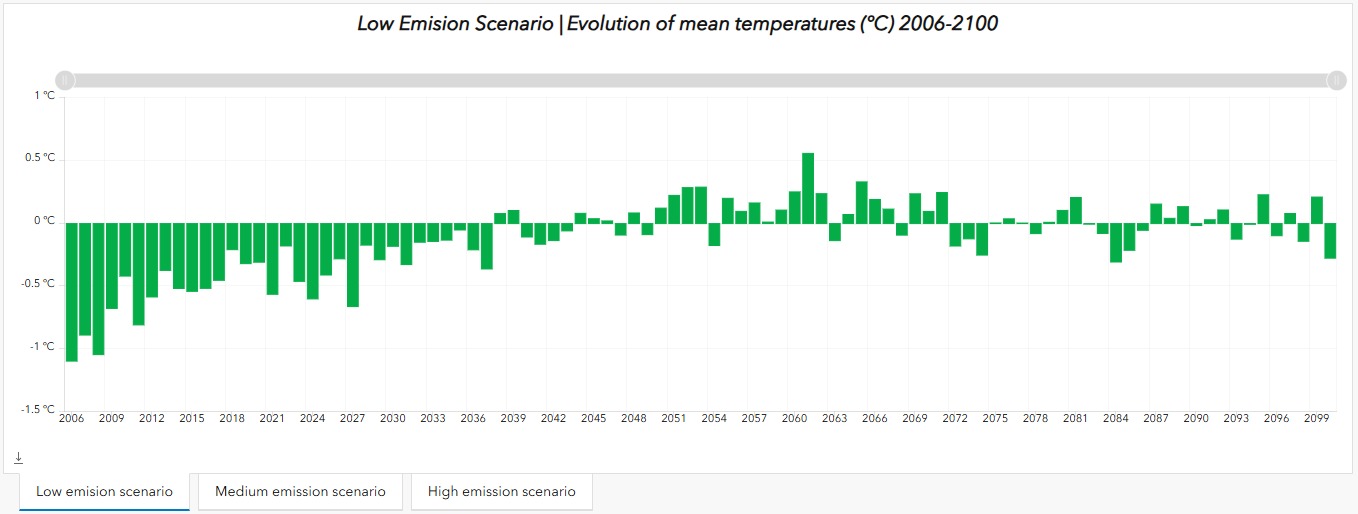 Low Emision Scenario | Evolution of mean temperatures (ºC) 2006-2100
1 ºC
0.5 ºC
0 ºC
-0.5 ºC
-1 ºC
-1.5 ºC
2006 2009 2012 2015 2018 2021 2024 2027 2030 2033 2036 2039 2042 2045 2048 2051 2054 2057 2060 2063 2066 2069 2072 2075 2078 2081 2084 2087 2090 2093 2096 2099
Low emision scenario Medium emission scenario High emission scenario